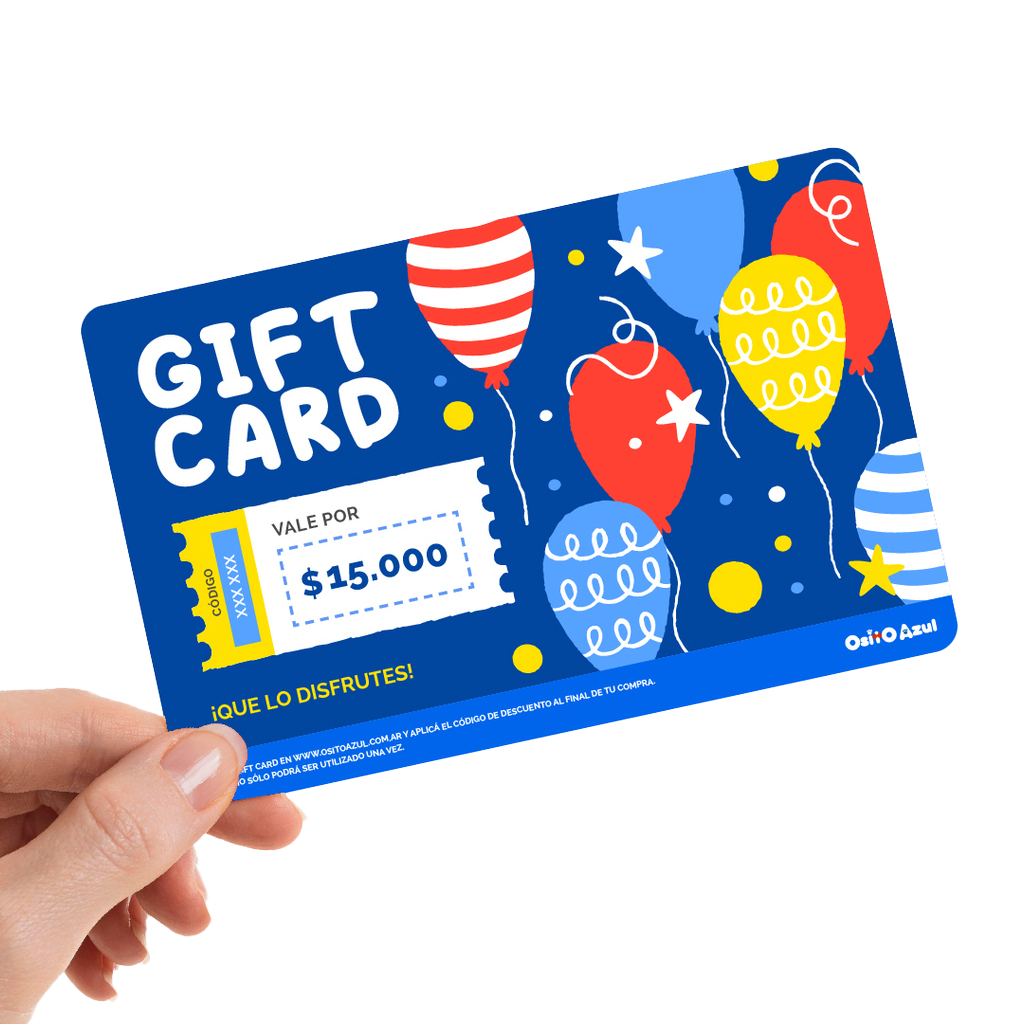 GIFT
CARD
VALE POR
$15.000
CÓDIGO
XXX XXX
¡QUE LO DISFRUTES!
CARD EN WWW.OSITOAZUL.COM.AR Y APLICÁ EL CÓDIGO DE DESCUENTO AL FINAL DE TU COMPRA.
SÓLO PODRÁ SER UTILIZADO UNA VEZ.
OsitO Azul